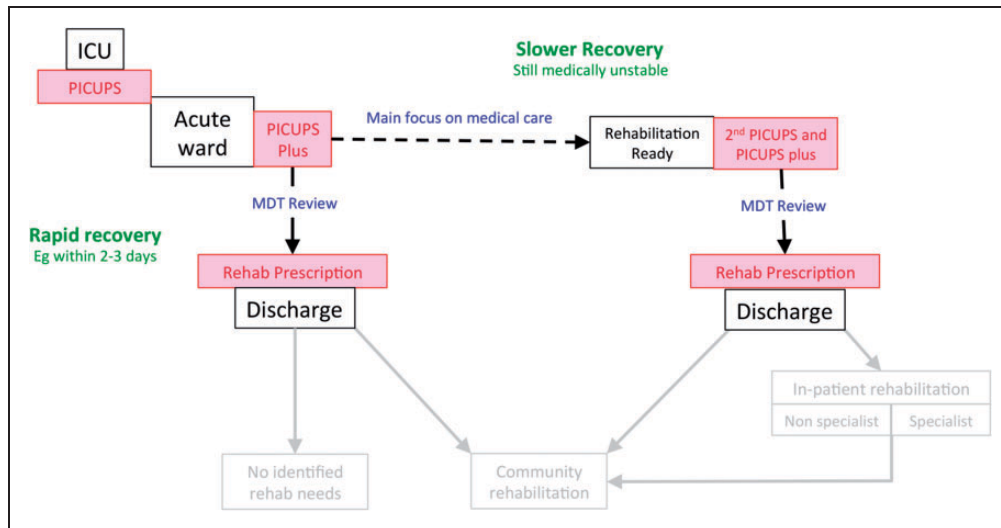 ICU
PICUPS
Slower Recovery
Still medically unstable
Acute
ward
PICUPS
Plus
Main focus on medical care
Rehabilitation
Ready
2nd PICUPS and
PICUPS plus
MDT Review
MDT Review
Rapid recovery
Eg within 2-3 days
Rehab Prescription
Rehab Prescription
Discharge
Discharge
In-patient rehabilitation
Non specialist
Specialist
No identified
rehab needs
Community
rehabilitation